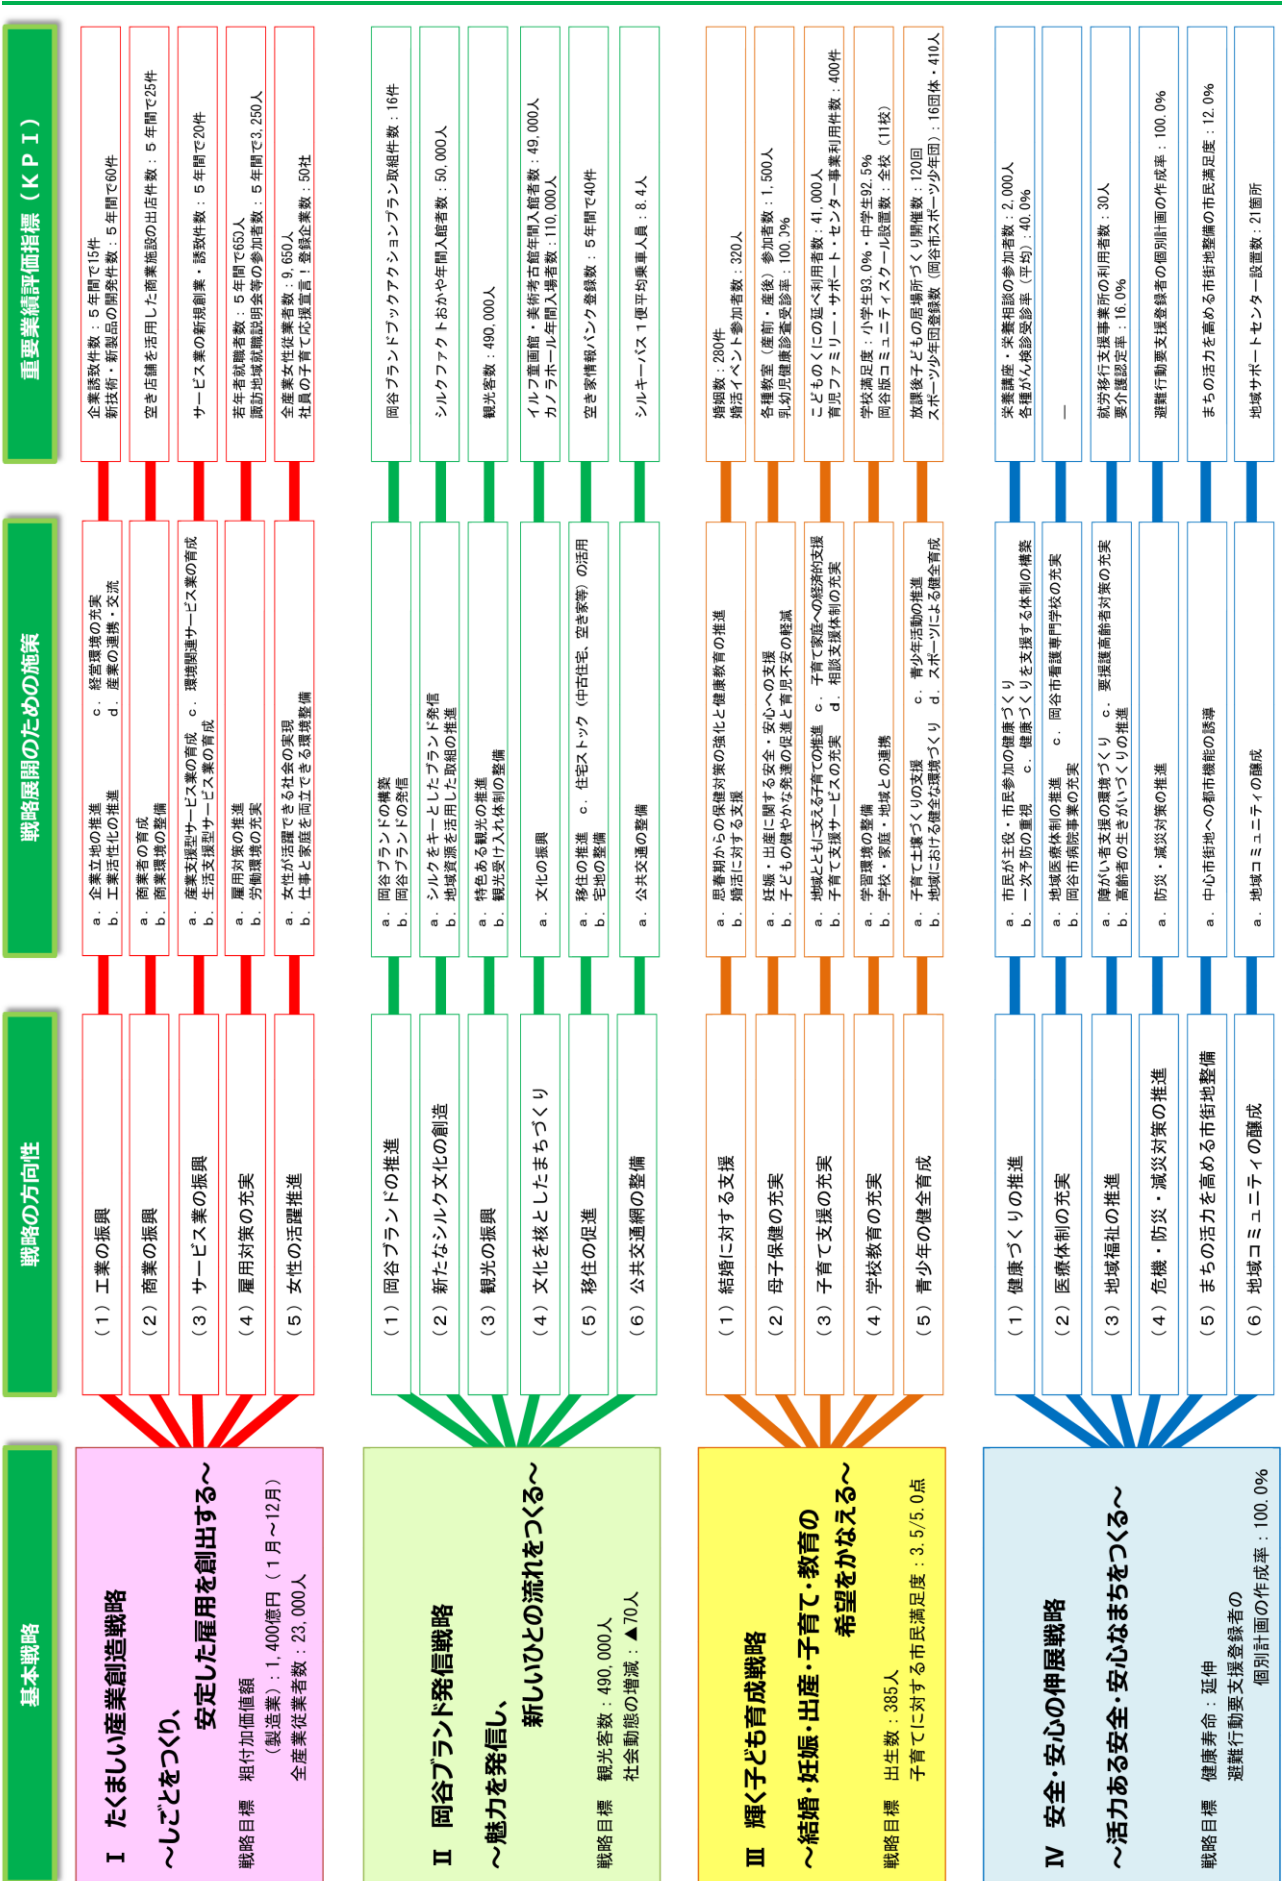 基本戦略
戦略の方向性
戦略展開のための施策
重要業績評価指標（ＫＰＩ）
Ⅰ たくましい産業創造戦略
～しごとをつくり、
安定した雇用を創出する～
戦略目標 粗付加価値額
（製造業）：1,400億円（１月～12月）
全産業従業者数：23,000人
（１）工業の振興
a. 企業立地の推進 c. 経営環境の充実
b. 工業活性化の推進 d. 産業の連携・交流
企業誘致件数：５年間で15件
新技術・新製品の開発件数：５年間で60件
（２）商業の振興
a. 商業者の育成
b. 商業環境の整備
空き店舗を活用した商業施設の出店件数：５年間で25件
（３）サービス業の振興
a. 産業支援型サービス業の育成 c. 環境関連サービス業の育成
b. 生活支援型サービス業の育成
サービス業の新規創業・誘致件数：５年間で20件
（４）雇用対策の充実
a. 雇用対策の推進
b. 労働環境の充実
若年者就職者数：５年間で650人
諏訪地域就職説明会等の参加者数：５年間で3,250人
（５）女性の活躍推進
a. 女性が活躍できる社会の実現
b. 仕事と家庭を両立できる環境整備
全産業女性従業者数：9,650人
社員の子育て応援宣言！登録企業数：50社
Ⅱ 岡谷ブランド発信戦略
～魅力を発信し、
新しいひとの流れをつくる～
戦略目標 観光客数：490,000人
社会動態の増減：▲70人
（１）岡谷ブランドの推進
a. 岡谷ブランドの構築
b. 岡谷ブランドの発信
岡谷ブランドブックアクションプラン取組件数：16件
（２）新たなシルク文化の創造
a. シルクをキーとしたブランド発信
b. 地域資源を活用した取組の推進
シルクファクトおかや年間入館者数：50,000人
（３）観光の振興
a. 特色ある観光の推進
b. 観光受け入れ体制の整備
観光客数：490,000人
（４）文化を核としたまちづくり
a. 文化の振興
イルフ童画館・美術考古館年間入館者数：49,000人
カノラホール年間入場者数：110,000人
（５）移住の促進
a. 移住の推進 c. 住宅ストック（中古住宅、空き家等）の活用
b. 宅地の整備
空き家情報バンク登録数：５年間で40件
（６）公共交通網の整備
a. 公共交通の整備
シルキーバス１便平均乗車人員：8.4人
Ⅲ 輝く子ども育成戦略
～結婚・妊娠・出産・子育て・教育の
希望をかなえる～
戦略目標 出生数：385人
子育てに対する市民満足度：3.5/5.0点
（１）結婚に対する支援
a. 思春期からの保健対策の強化と健康教育の推進
b. 婚活に対する支援
婚姻数：280件
婚活イベント参加者数：320人
（２）母子保健の充実
a. 妊娠・出産に関する安全・安心への支援
b. 子どもの健やかな発達の促進と育児不安の軽減
各種教室（産前・産後）参加者数：1,500人
乳幼児健康診査受診率：100.0%
（３）子育て支援の充実
a. 地域とともに支える子育ての推進 c. 子育て家庭への経済的支援
b. 子育て支援サービスの充実 d. 相談支援体制の充実
こどものくにの延べ利用者数：41,000人
育児ファミリー・サポート・センター事業利用件数：400件
（４）学校教育の充実
a. 学習環境の整備
b. 学校・家庭・地域との連携
学校満足度：小学生93.0%・中学生92.5%
岡谷版コミュニティスクール設置数：全校（11校）
（５）青少年の健全育成
a. 子育て土壌づくりの支援 c. 青少年活動の推進
b. 地域における健全な環境づくり d. スポーツによる健全育成
放課後子どもの居場所づくり開催数：120回
スポーツ少年団登録数（岡谷市スポーツ少年団）：16団体・410人
Ⅳ 安全・安心の伸展戦略
～活力ある安全・安心なまちをつくる～
戦略目標 健康寿命：延伸
避難行動要支援登録者の
個別計画の作成率：100.0%
（１）健康づくりの推進
a. 市民が主役・市民参加の健康づくり
b. 一次予防の重視 c. 健康づくりを支援する体制の構築
栄養講座・栄養相談の参加者数：2,000人
各種がん検診受診率（平均）：40.0%
（２）医療体制の充実
a. 地域医療体制の推進 c. 岡谷市看護専門学校の充実
b. 岡谷市病院事業の充実
―
（３）地域福祉の推進
a. 障がい者支援の環境づくり c. 要援護高齢者対策の充実
b. 高齢者の生きがいづくりの推進
就労移行支援事業所の利用者数：30人
要介護認定率：16.0%
（４）危機・防災・減災対策の推進
a. 防災・減災対策の推進
避難行動要支援登録者の個別計画の作成率：100.0%
（５）まちの活力を高める市街地整備
a. 中心市街地への都市機能の誘導
まちの活力を高める市街地整備の市民満足度：12.0%
（６）地域コミュニティの醸成
a. 地域コミュニティの醸成
地域サポートセンター設置数：21箇所